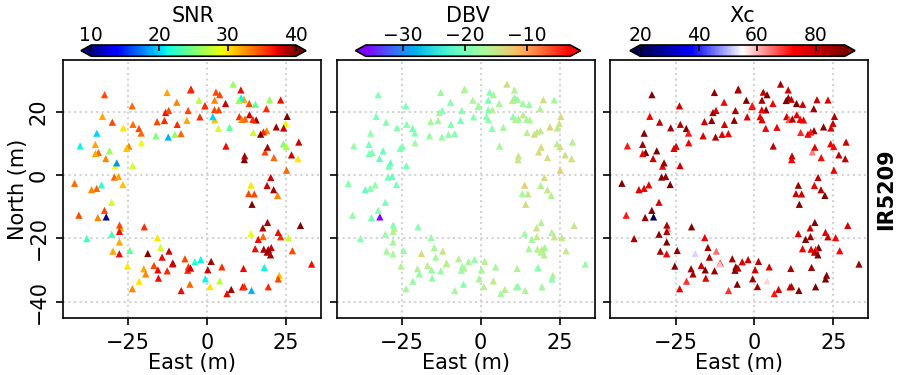 SNR DBV Xc
10 20 30 40 −30 −20 −10 20 40 60 80
20
0
−20
−40
North (m)
IR5209
−25 0 25 −25 0 25 −25 0 25
East (m) East (m) East (m)